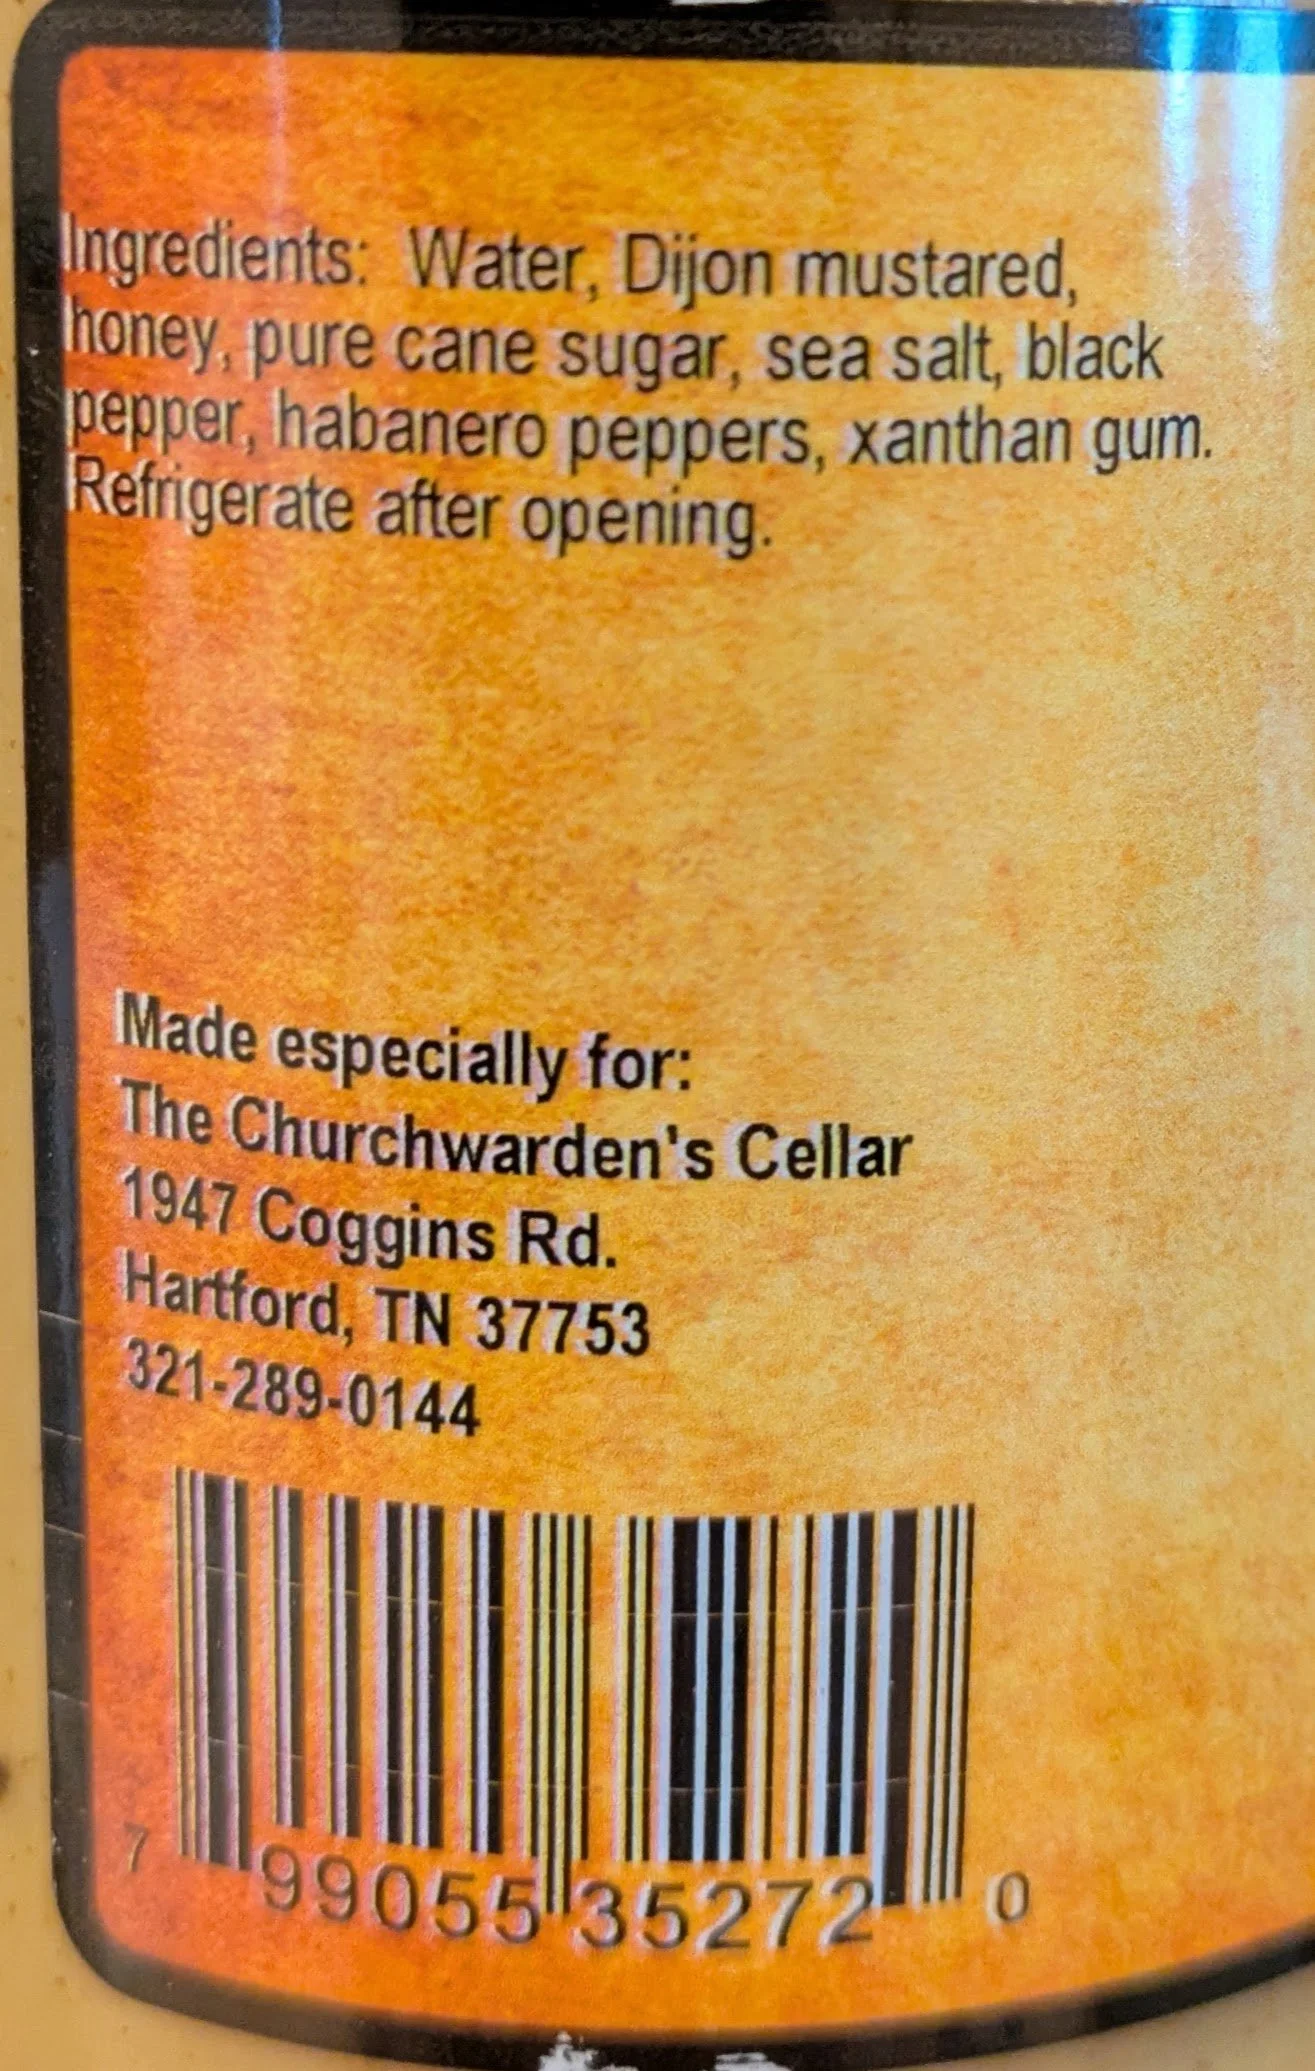 Ingredients: Water, Dijon mustared,
honey, pure cane sugar, sea salt, black
pepper, habanero peppers, xanthan gum.
Refrigerate after opening.
Made especially for:
The Churchwarden's Cellar
1947 Coggins Rd.
Hartford, TN 37753
321-289-0144
7 99055 35272 0